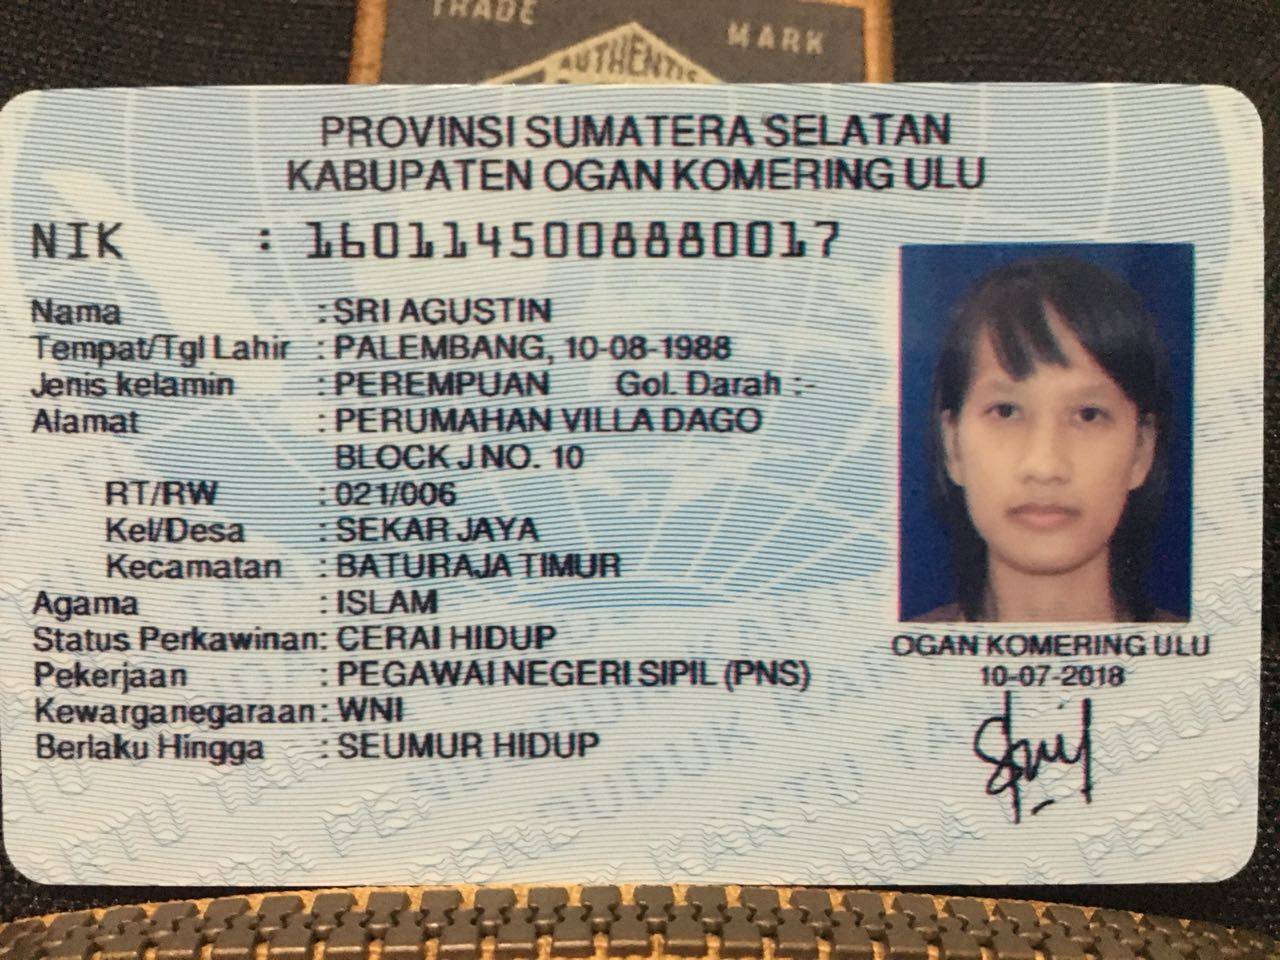 TRADE MARK
AUTHENTIS
PROVINSI SUMATERA SELATAN
KABUPATEN OGAN KOMERING ULU
NIK : 1601145008880017
Nama : SRI AGUSTIN
Tempat/Tgl Lahir : PALEMBANG, 10-08-1988
Jenis kelamin : PEREMPUAN Gol. Darah :-
Alamat : PERUMAHAN VILLA DAGO
BLOCK J NO. 10
RT/RW : 021/006
Kel/Desa : SEKAR JAYA
Kecamatan : BATURAJA TIMUR
Agama : ISLAM
Status Perkawinan: CERAI HIDUP
Pekerjaan : PEGAWAI NEGERI SIPIL (PNS)
Kewarganegaraan: WNI
Berlaku Hingga : SEUMUR HIDUP
OGAN KOMERING ULU
10-07-2018